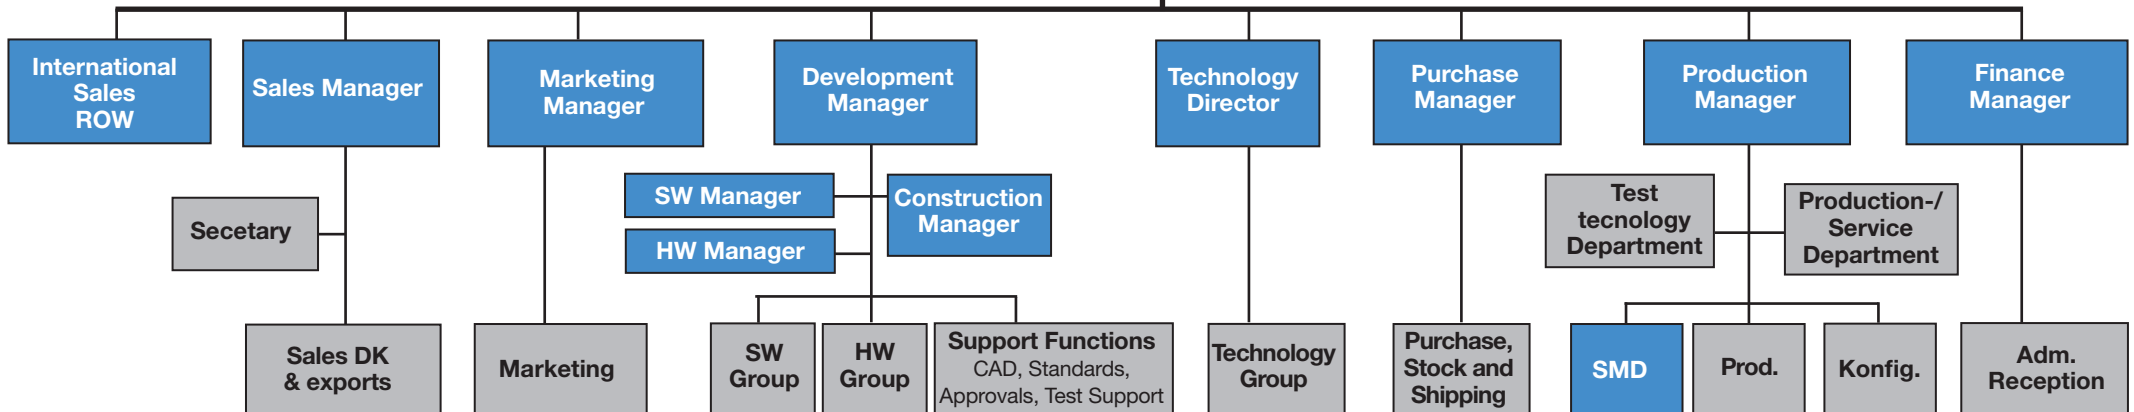 International
Sales
ROW
Sales Manager
Marketing
Manager
Development
Manager
Technology
Director
Purchase
Manager
Production
Manager
Finance
Manager
Secetary
SW Manager
HW Manager
Construction
Manager
Test
tecnology
Department
Production-/
Service
Department
Sales DK
& exports
Marketing
SW
Group
HW
Group
Support Functions
CAD, Standards,
Approvals, Test Support
Technology
Group
Purchase,
Stock and
Shipping
SMD
Prod.
Konfig.
Adm.
Reception